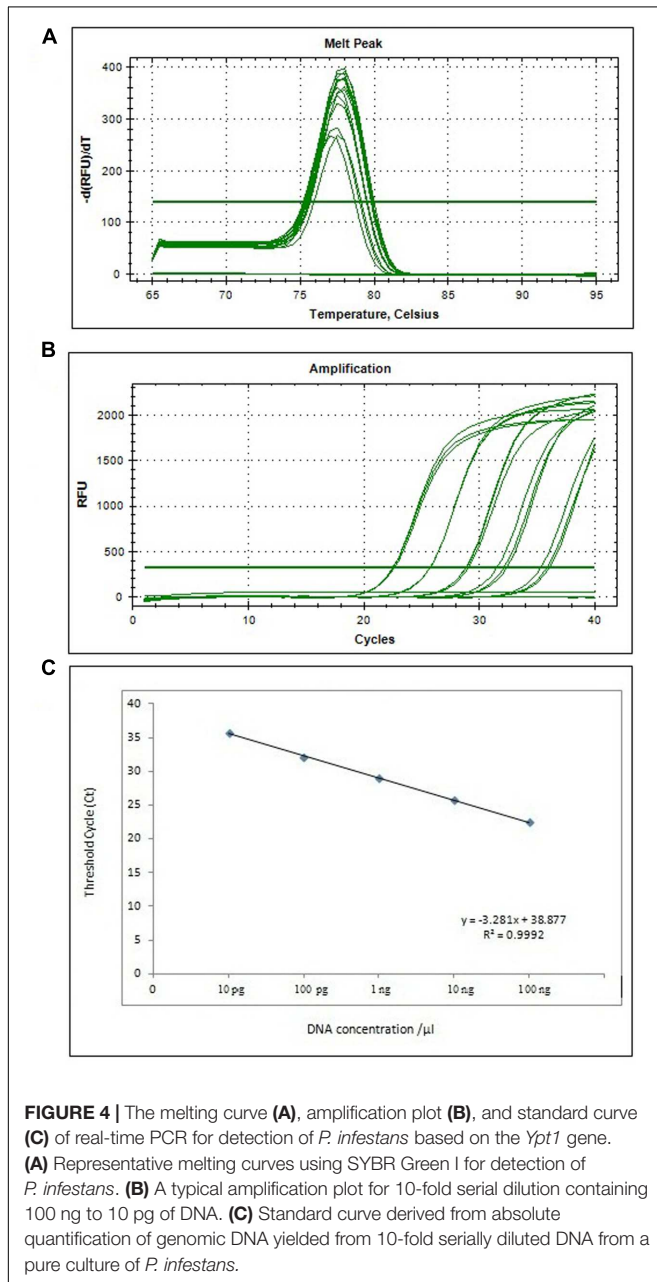 A
Melt Peak
400
300
200
100
0
-d(RFU)/dT
65 70 75 80 85 90 95
Temperature, Celsius
B
Amplification
2000
1500
1000
500
0
RFU
0 10 20 30 40
Cycles
C
40
35
30
25
20
15
10
5
0
Threshold Cycle (Ct)
y = -3.281x + 38.877
R² = 0.9992
0 10 pg 100 pg 1 ng 10 ng 100 ng
DNA concentration /µl
FIGURE 4 | The melting curve (A), amplification plot (B), and standard curve
(C) of real-time PCR for detection of P. infestans based on the Ypt1 gene.
(A) Representative melting curves using SYBR Green I for detection of
P. infestans. (B) A typical amplification plot for 10-fold serial dilution containing
100 ng to 10 pg of DNA. (C) Standard curve derived from absolute
quantification of genomic DNA yielded from 10-fold serially diluted DNA from a
pure culture of P. infestans.